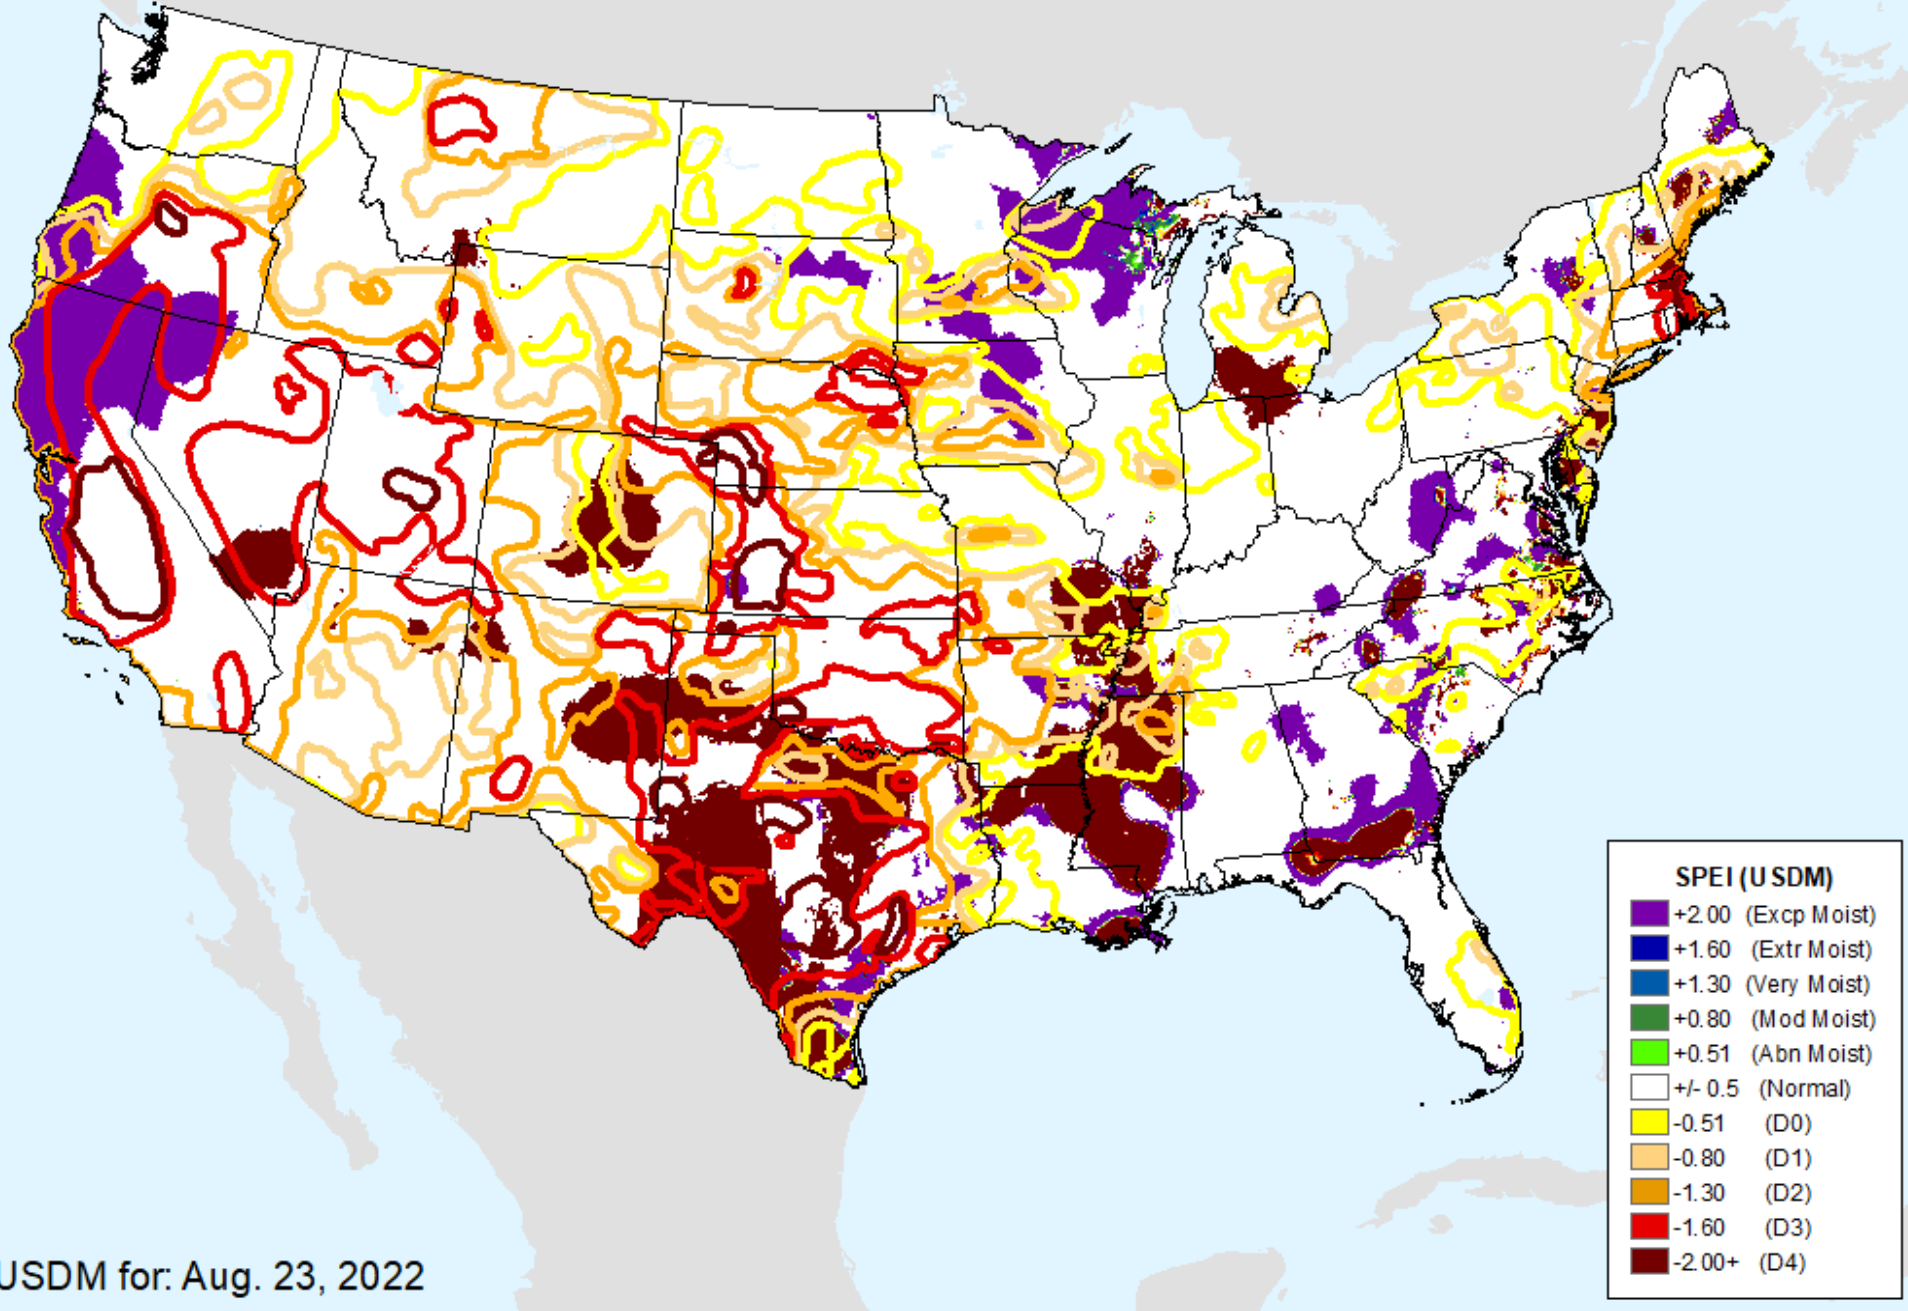 SPEI (USDM)
+2.00 (Excp Moist)
+1.60 (Extr Moist)
+1.30 (Very Moist)
+0.80 (Mod Moist)
+0.51 (Abn Moist)
+/- 0.5 (Normal)
-0.51 (D0)
-0.80 (D1)
-1.30 (D2)
-1.60 (D3)
-2.00+ (D4)
USDM for: Aug. 23, 2022